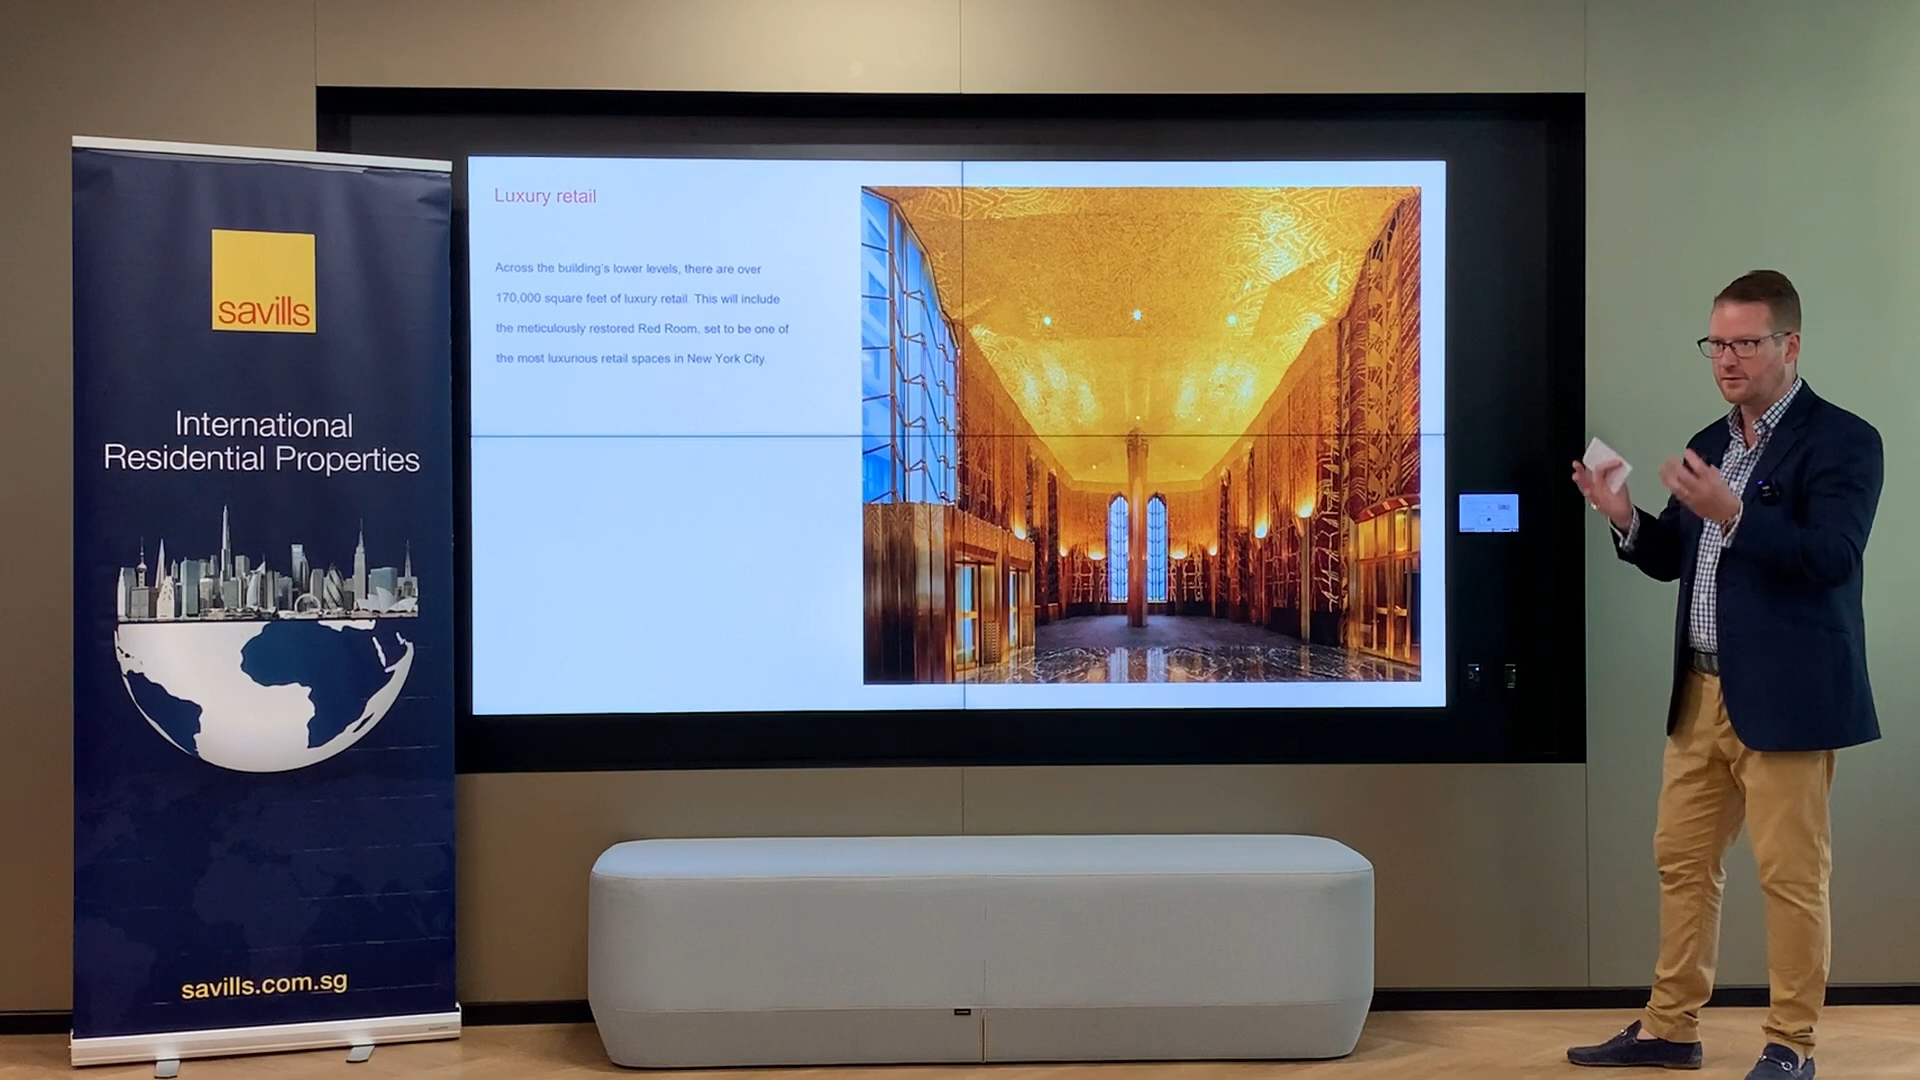 savills
International
Residential Properties
savills.com.sg
Luxury retail
Across the building's lower levels, there are over
170,000 square feet of luxury retail. This will include
the meticulously restored Red Room, set to be one of
the most luxurious retail spaces in New York City.